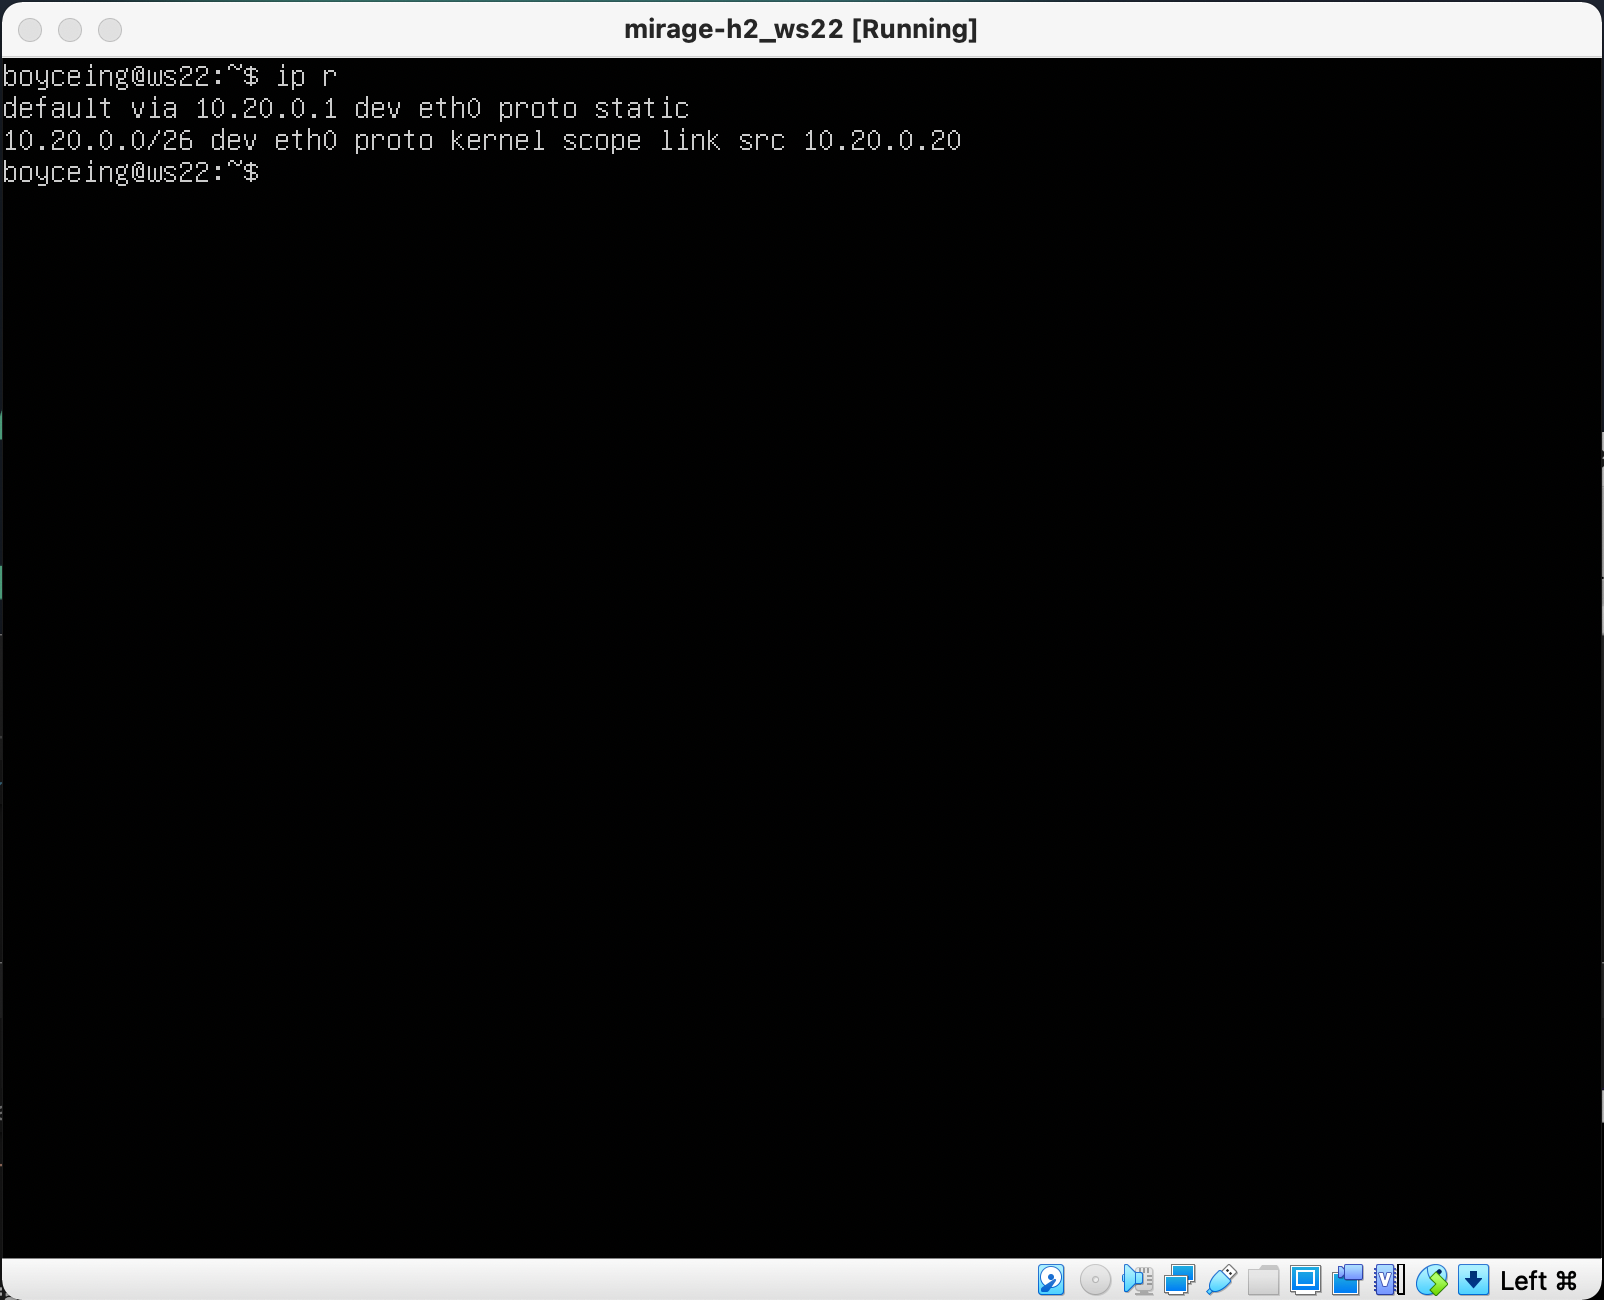 mirage-h2_ws22 [Running]
boyceing@ws22:~$ ip r
default via 10.20.0.1 dev eth0 proto static
10.20.0.0/26 dev eth0 proto kernel scope link src 10.20.0.20
boyceing@ws22:~$
Left ⌘